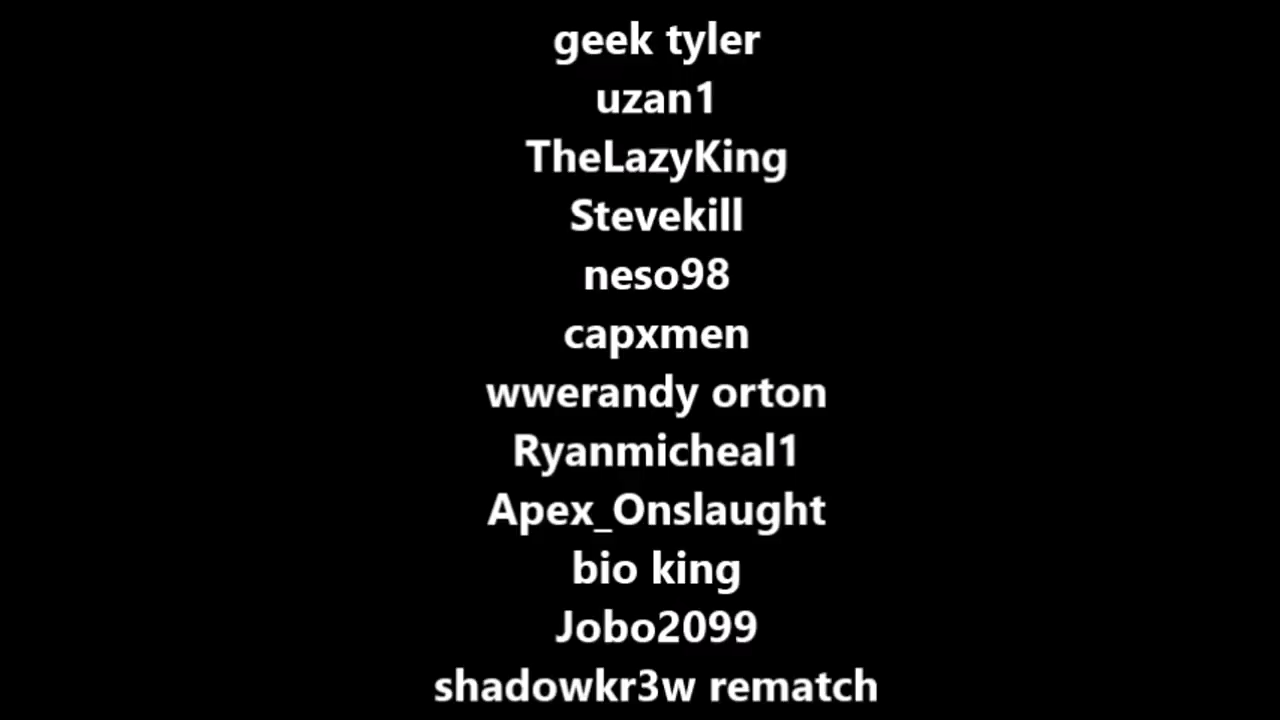 geek tyler
uzan1
TheLazyKing
Stevekill
neso98
capxmen
wwerandy orton
Ryanmicheal1
Apex_Onslaught
bio king
Jobo2099
shadowkr3w rematch